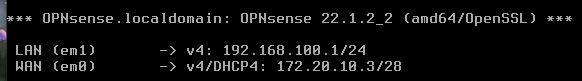 *** OPNsense.localdomain: OPNsense 22.1.2_2 (amd64/OpenSSL) ***
LAN (em1) -> v4: 192.168.100.1/24
WAN (em0) -> v4/DHCP4: 172.20.10.3/28